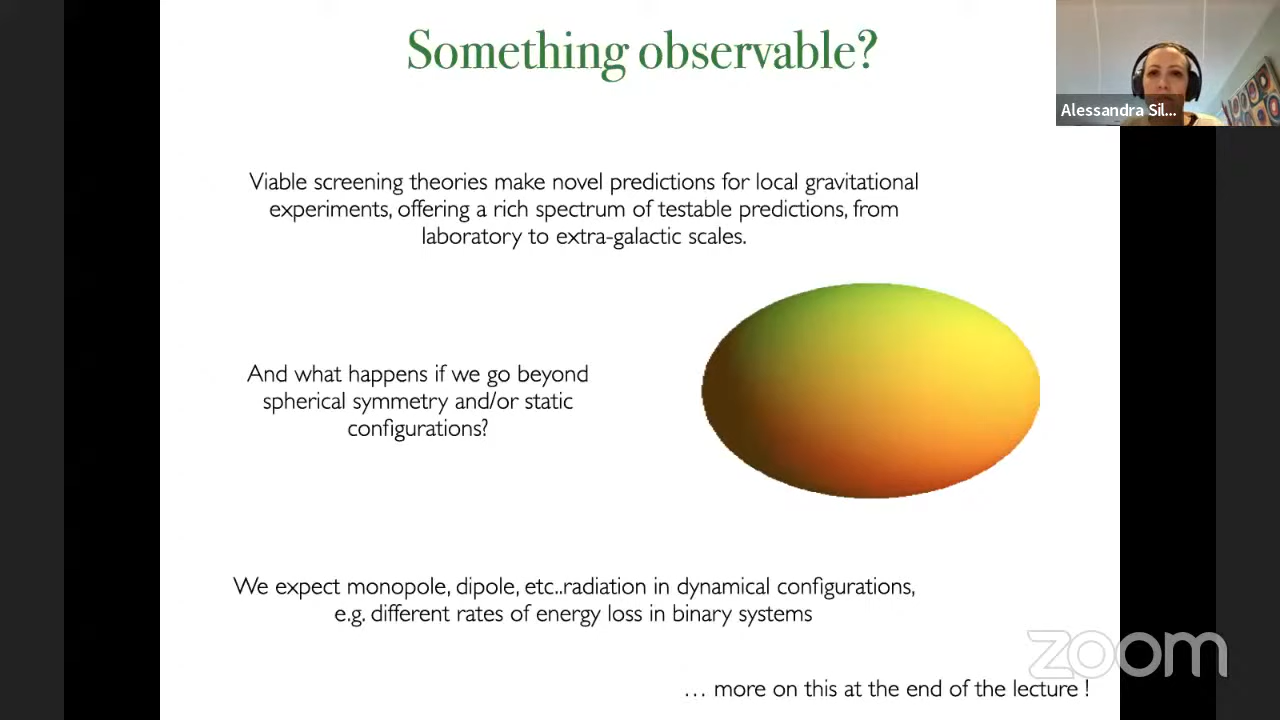 Something observable?
Alessandra Sil...
Viable screening theories make novel predictions for local gravitational
experiments, offering a rich spectrum of testable predictions, from
laboratory to extra-galactic scales.
And what happens if we go beyond
spherical symmetry and/or static
configurations?
We expect monopole, dipole, etc..radiation in dynamical configurations,
e.g. different rates of energy loss in binary systems
zoom
… more on this at the end of the lecture !